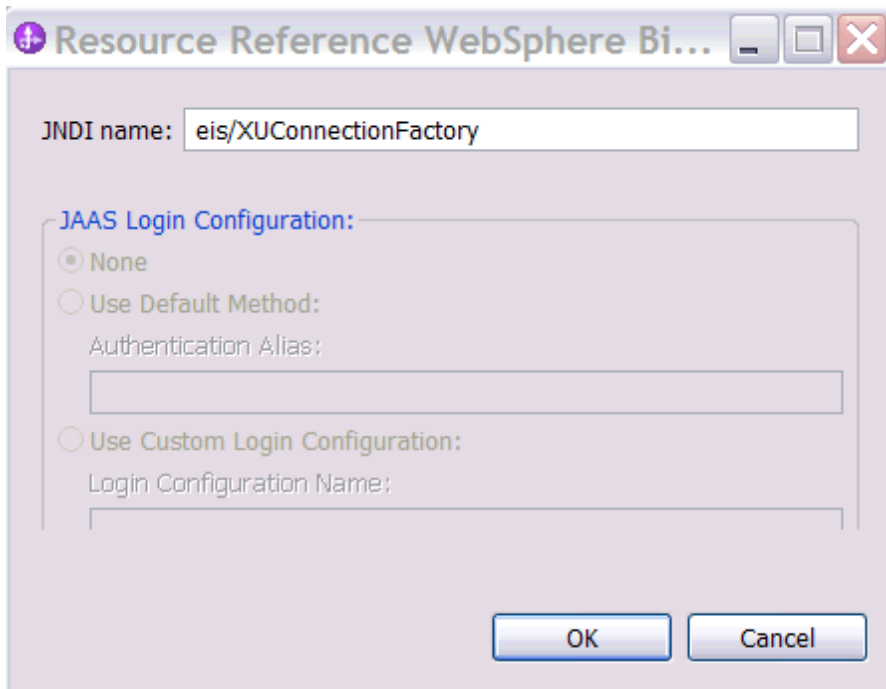 Resource Reference WebSphere Bi...
JNDI name: eis/XUConnectionFactory
JAAS Login Configuration:
None
Use Default Method:
Authentication Alias:
Use Custom Login Configuration:
Login Configuration Name:
OK Cancel